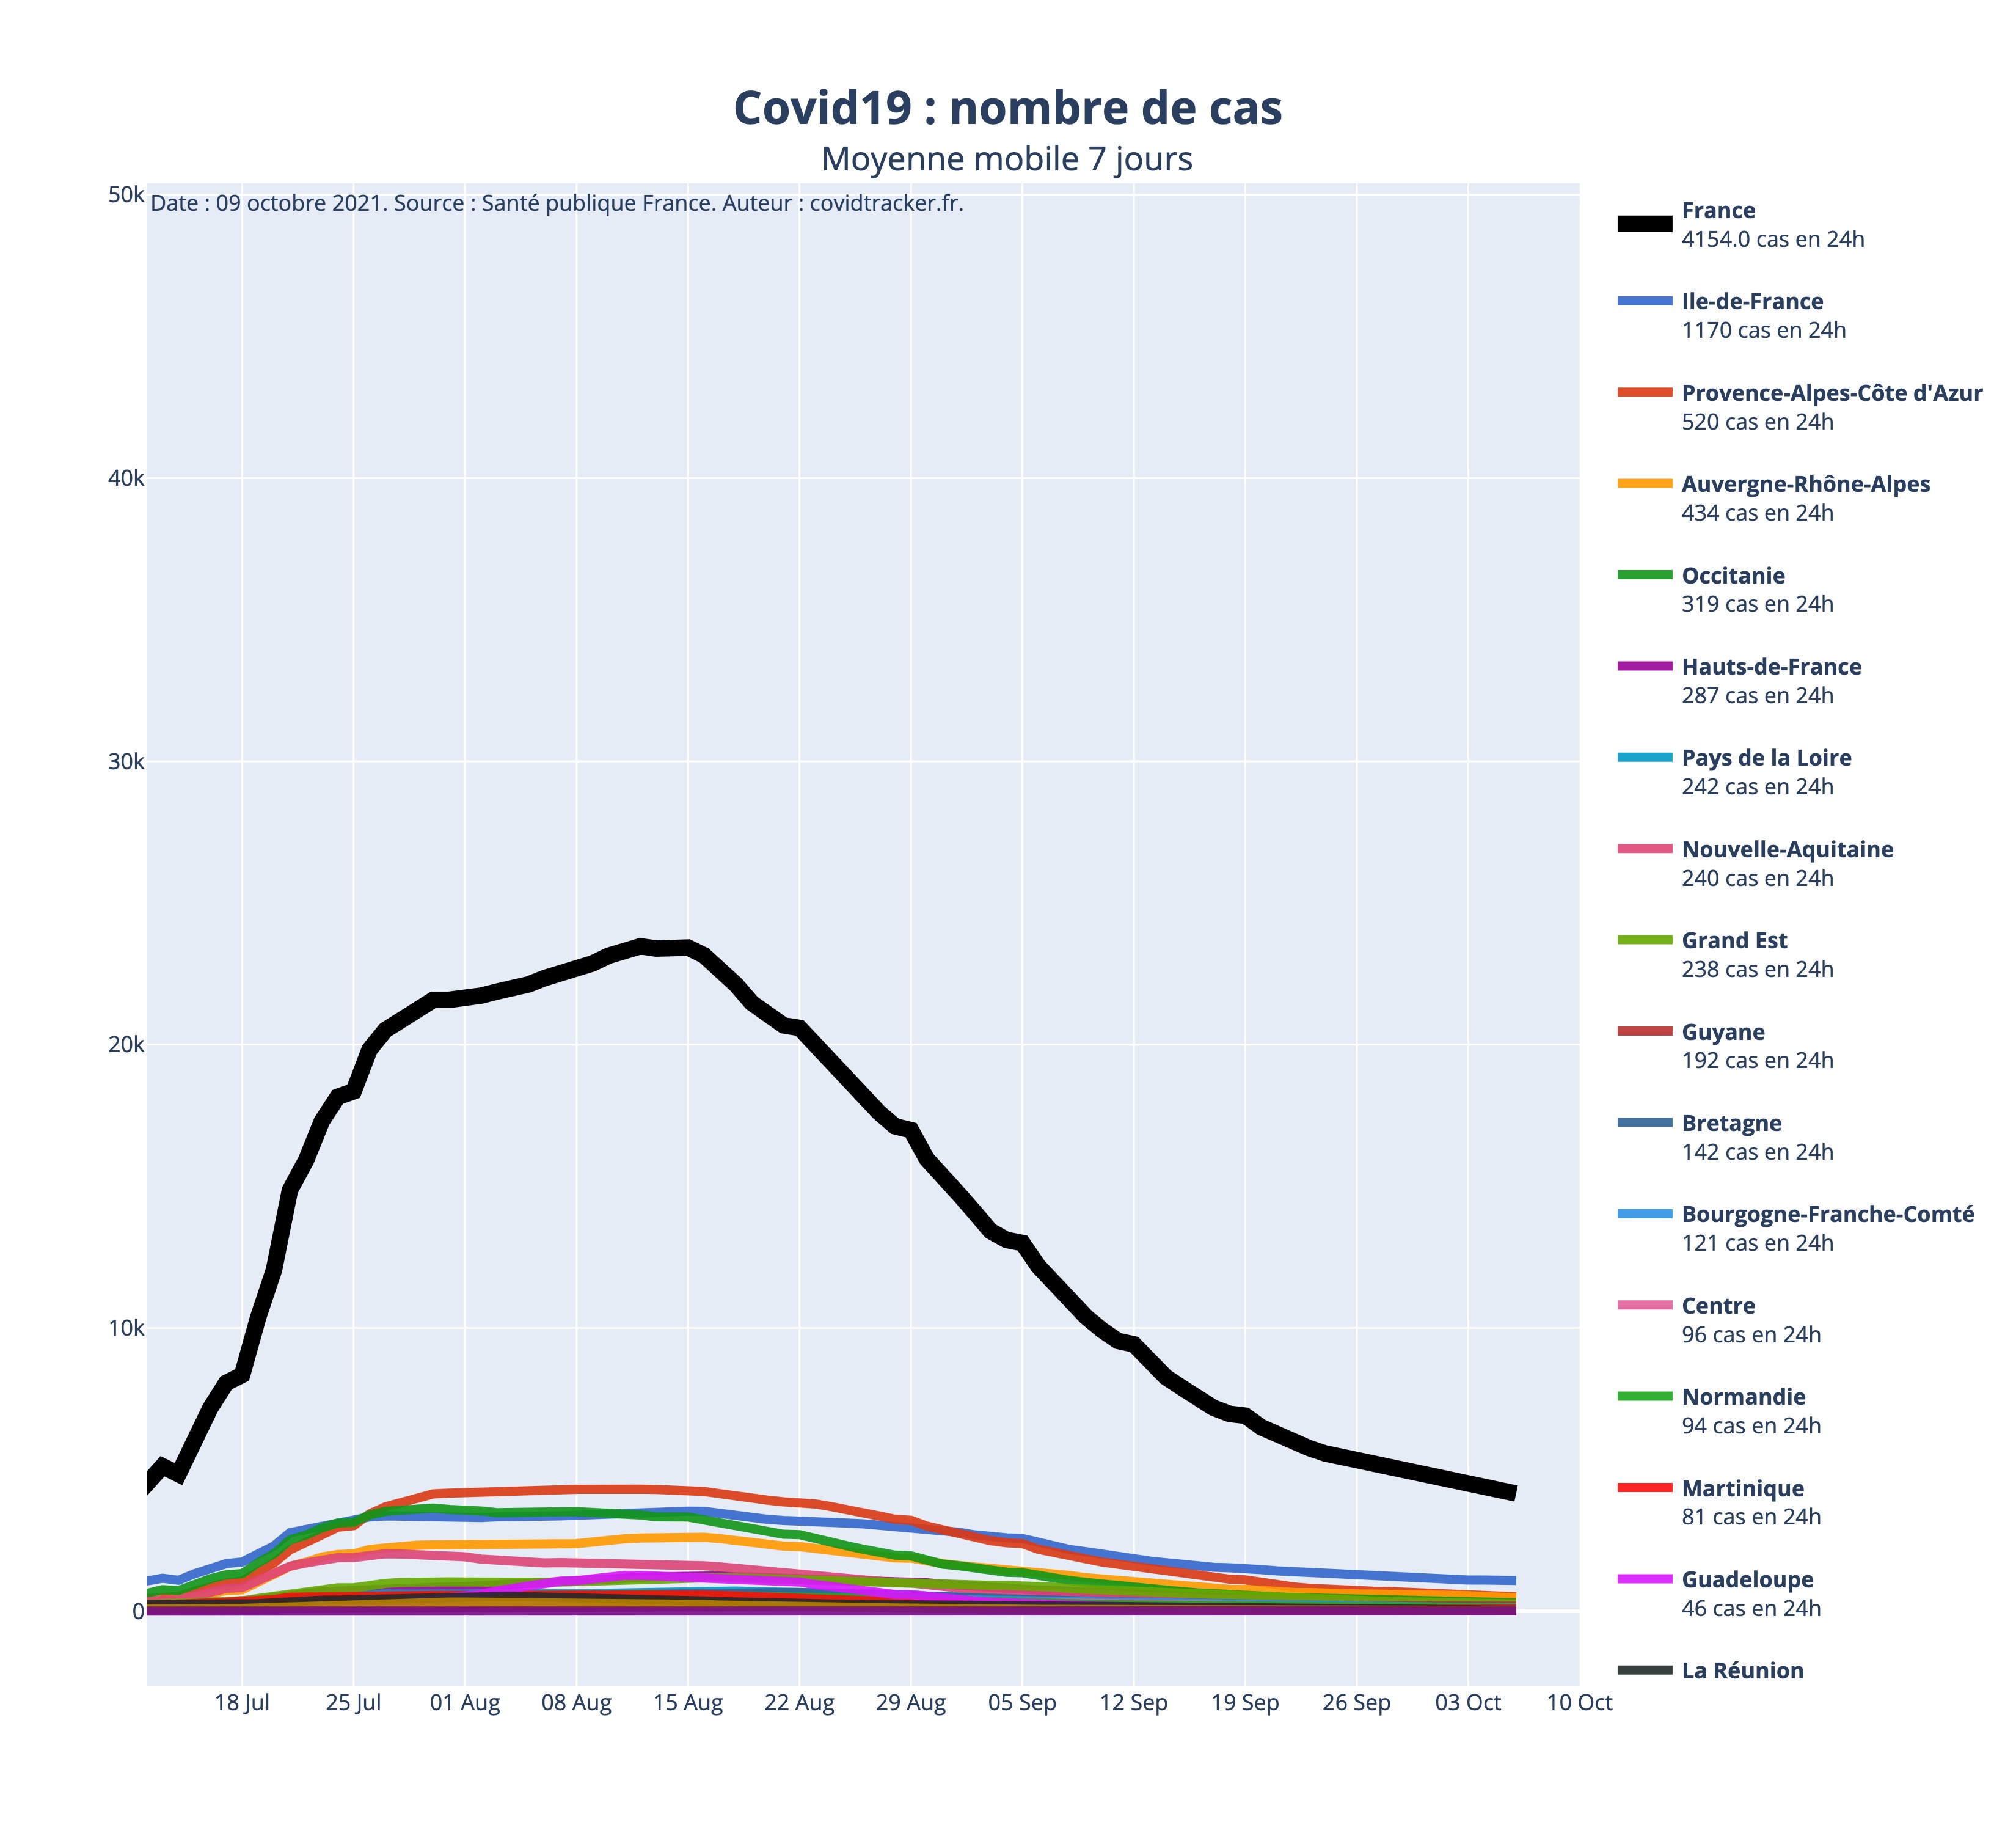 Covid19 : nombre de cas
Moyenne mobile 7 jours
Date : 09 octobre 2021. Source : Santé publique France. Auteur : covidtracker.fr.
50k
40k
30k
20k
10k
0
18 Jul 25 Jul 01 Aug 08 Aug 15 Aug 22 Aug 29 Aug 05 Sep 12 Sep 19 Sep 26 Sep 03 Oct 10 Oct
France
4154.0 cas en 24h
Ile-de-France
1170 cas en 24h
Provence-Alpes-Côte d'Azur
520 cas en 24h
Auvergne-Rhône-Alpes
434 cas en 24h
Occitanie
319 cas en 24h
Hauts-de-France
287 cas en 24h
Pays de la Loire
242 cas en 24h
Nouvelle-Aquitaine
240 cas en 24h
Grand Est
238 cas en 24h
Guyane
192 cas en 24h
Bretagne
142 cas en 24h
Bourgogne-Franche-Comté
121 cas en 24h
Centre
96 cas en 24h
Normandie
94 cas en 24h
Martinique
81 cas en 24h
Guadeloupe
46 cas en 24h
La Réunion